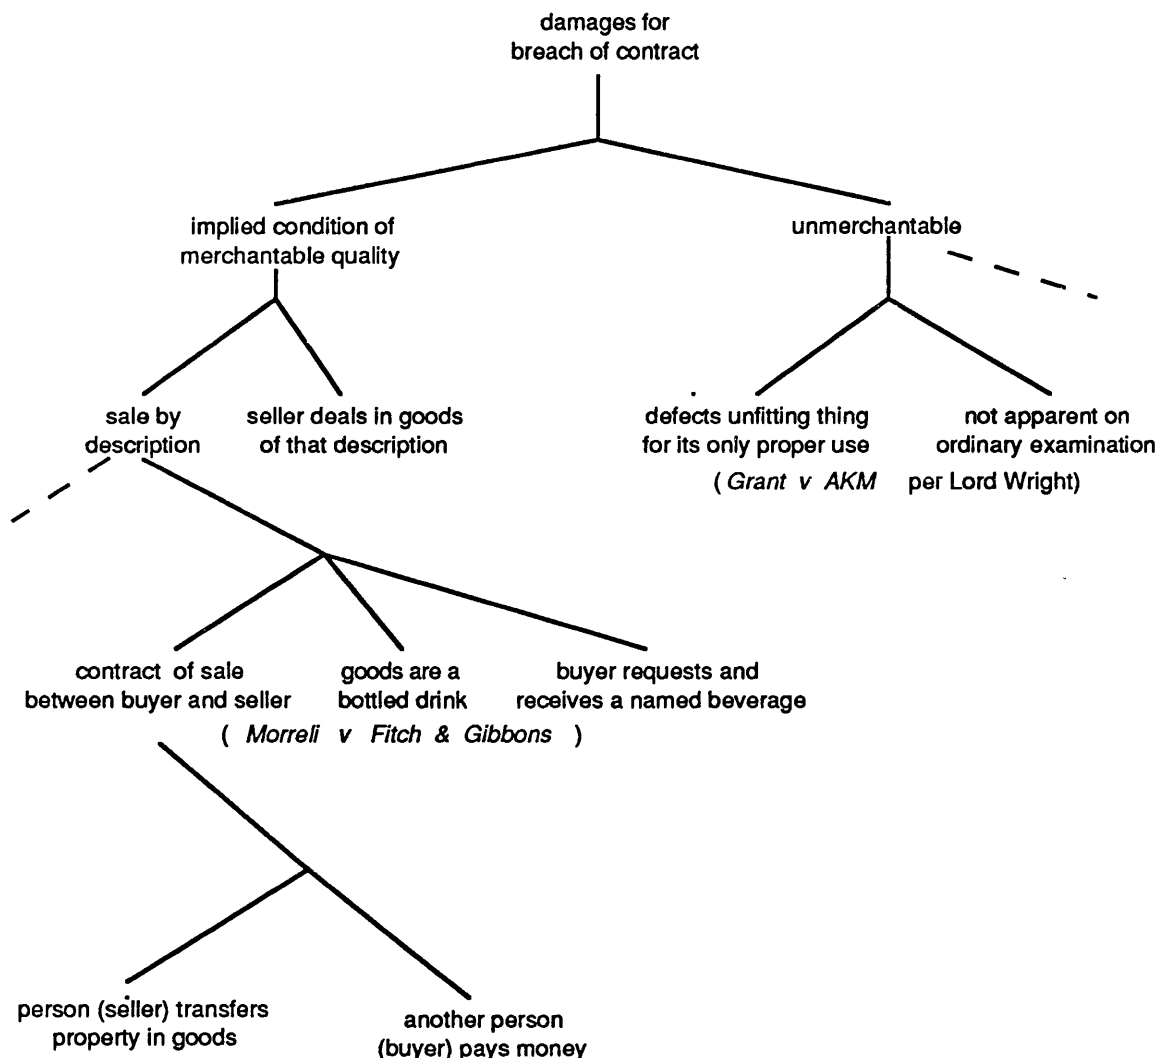 damages for
breach of contract
implied condition of
merchantable quality
unmerchantable
sale by
description
seller deals in goods
of that description
defects unfitting thing
for its only proper use
not apparent on
ordinary examination
( Grant v AKM per Lord Wright)
contract of sale
between buyer and seller
goods are a
bottled drink
buyer requests and
receives a named beverage
( Morreli v Fitch & Gibbons )
person (seller) transfers
property in goods
another person
(buyer) pays money